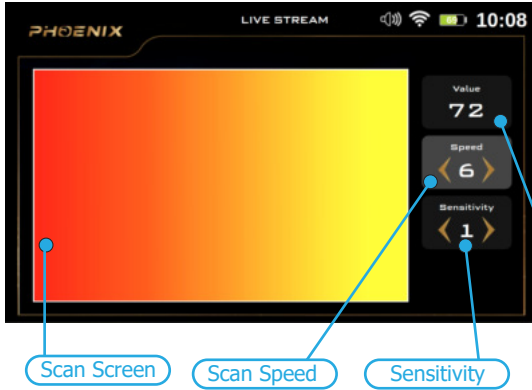 PHOENIX
LIVE STREAM
10:08
Value
72
Speed
6
Sensitivity
1
Scan Screen
Scan Speed
Sensitivity